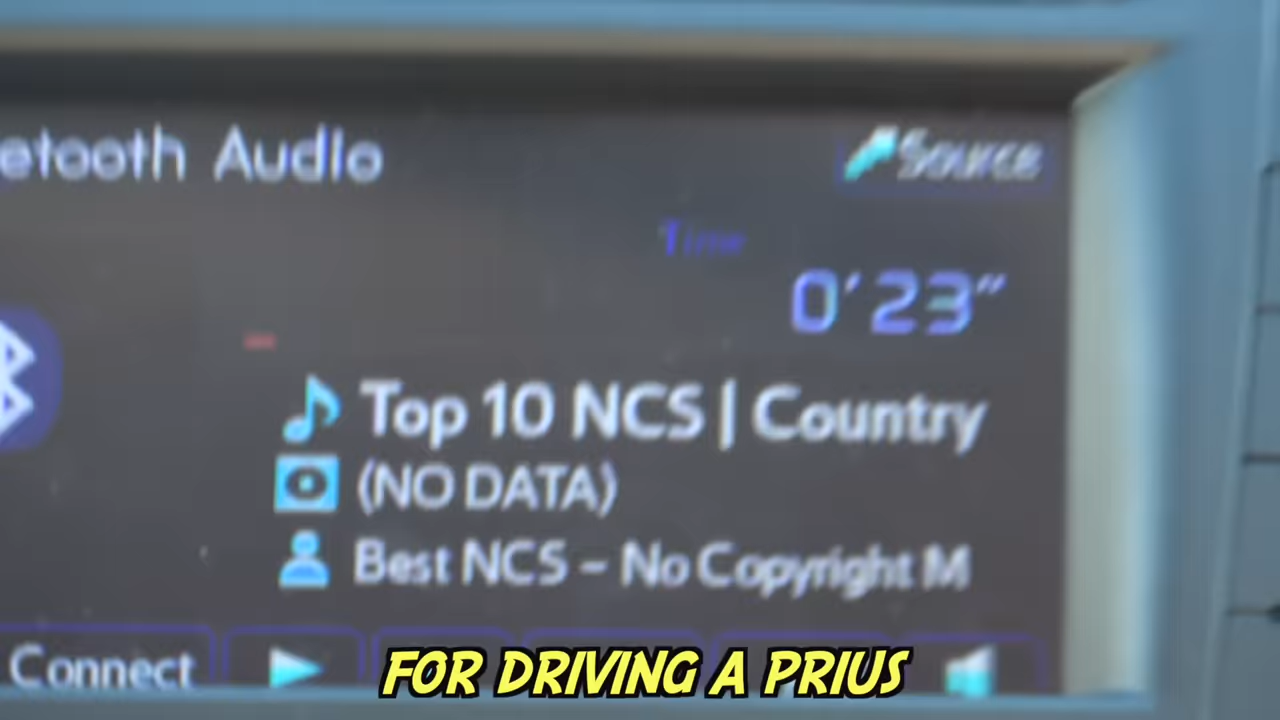 etooth Audio
Source
Time
0'23"
Top 10 NCS | Country
(NO DATA)
Best NCS – No Copyright M
Connect
FOR DRIVING A PRIUS